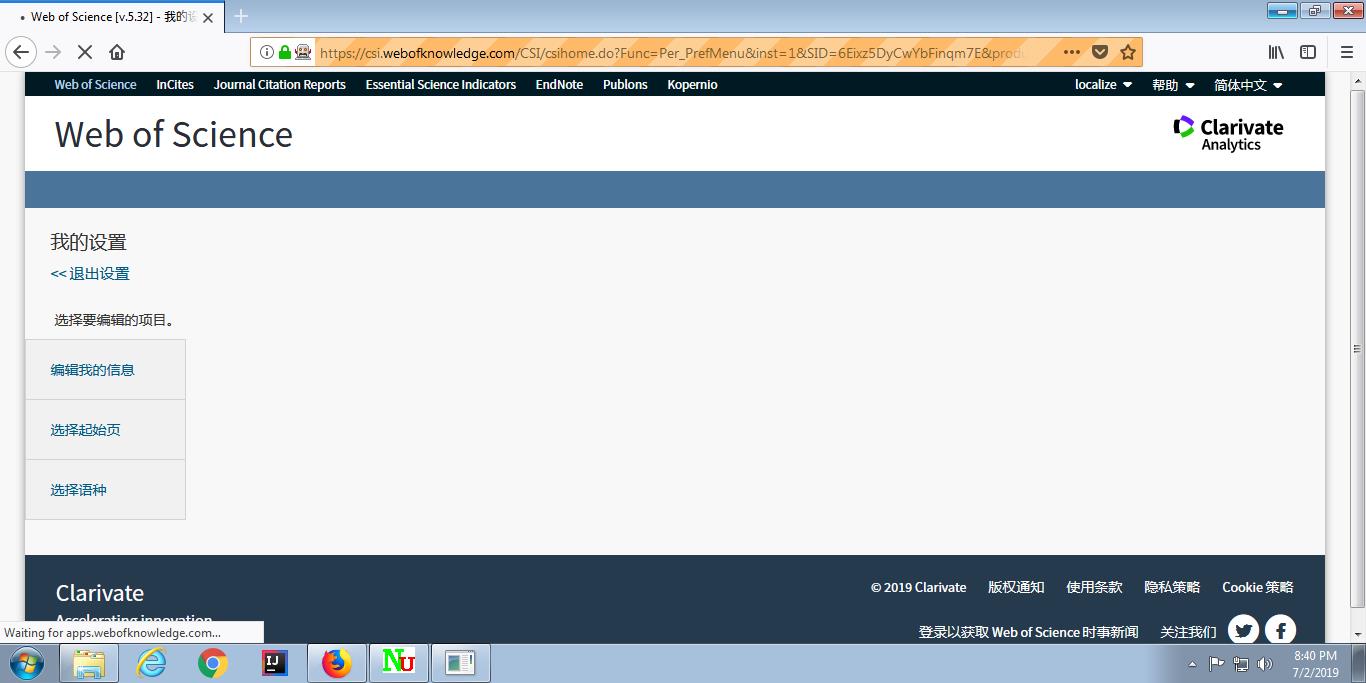 Web of Science [v.5.32] - 我的
https://csi.webofknowledge.com/CSI/csihome.do?Func=Per_PrefMenu&inst=1&SID=6Eixz5DyCwYbFinqm7E&prod
Web of Science InCites Journal Citation Reports Essential Science Indicators EndNote Publons Kopernio localize 帮助 简体中文
Web of Science
Clarivate
Analytics
我的设置
<< 退出设置
选择要编辑的项目。
编辑我的信息
选择起始页
选择语种
Clarivate
Accelerating innovation
© 2019 Clarivate 版权通知 使用条款 隐私策略 Cookie 策略
登录以获取 Web of Science 时事新闻 关注我们
Waiting for apps.webofknowledge.com...
IJ
NU
8:40 PM
7/2/2019